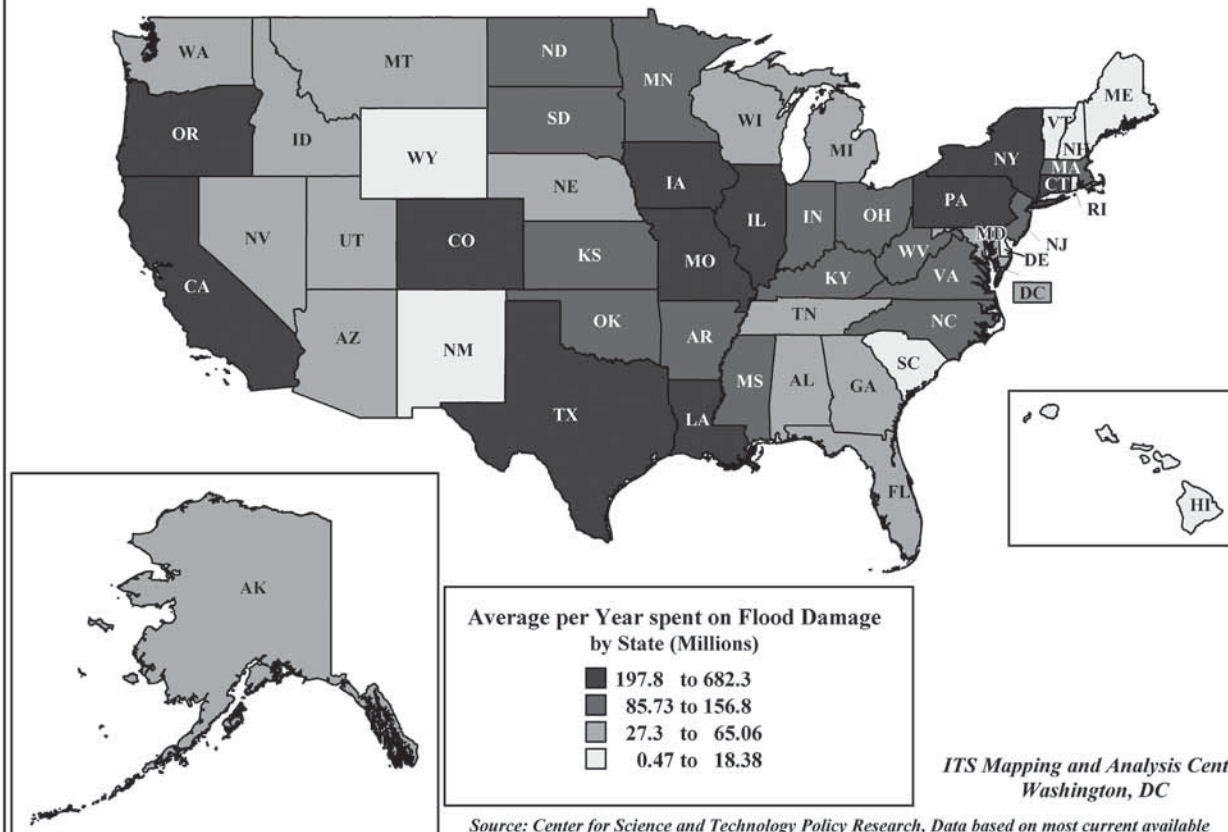 WA
MT
ND
MN
ME
VT
NH
OR
ID
SD
WI
MI
NY
MA
CT
RI
WY
NE
IA
PA
NV
UT
CO
KS
MO
IL
IN
OH
WV
MD
NJ
DE
VA
DC
KY
CA
AZ
NM
OK
AR
TN
NC
SC
MS
AL
GA
TX
LA
FL
HI
AK
Average per Year spent on Flood Damage
by State (Millions)
197.8 to 682.3
85.73 to 156.8
27.3 to 65.06
0.47 to 18.38
ITS Mapping and Analysis Cent
Washington, DC
Source: Center for Science and Technology Policy Research. Data based on most current available